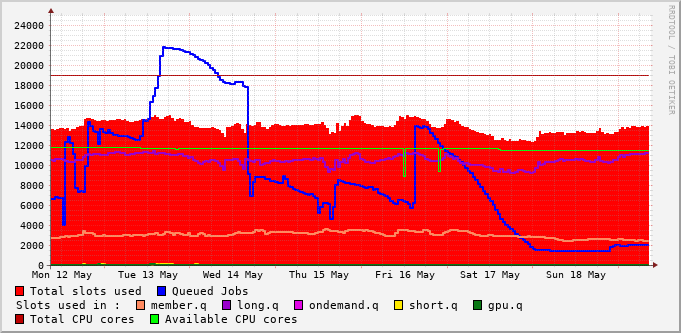 24000
22000
20000
18000
16000
14000
12000
10000
8000
6000
4000
2000
0
Mon 12 May Tue 13 May Wed 14 May Thu 15 May Fri 16 May Sat 17 May Sun 18 May
Total slots used Queued Jobs
Slots used in : member.q long.q ondemand.q short.q gpu.q
Total CPU cores Available CPU cores
RRDTOOL / TOBI OETIKER